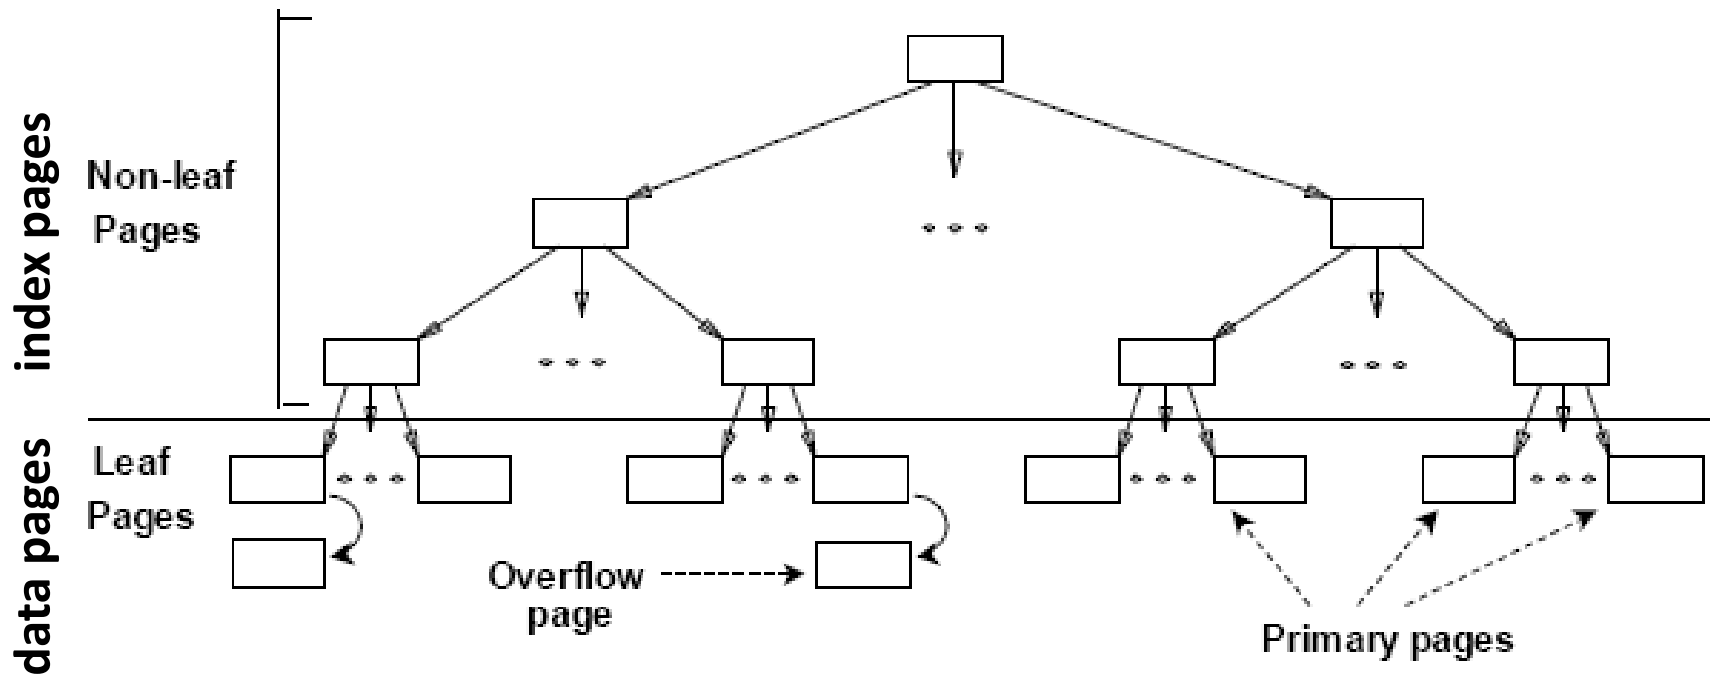 index pages
Non-leaf
Pages
data pages
Leaf
Pages
Overflow
page
Primary pages